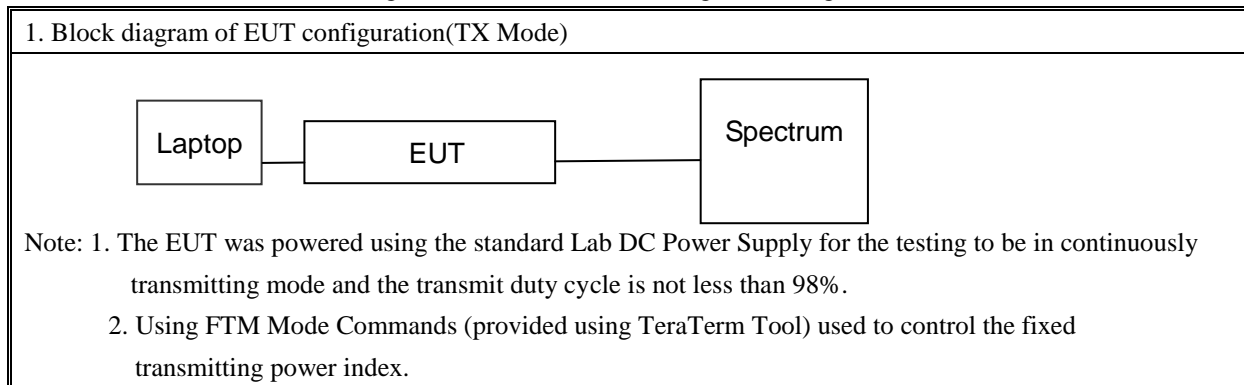 1. Block diagram of EUT configuration(TX Mode)
Laptop
EUT
Spectrum
Note: 1. The EUT was powered using the standard Lab DC Power Supply for the testing to be in continuously
transmitting mode and the transmit duty cycle is not less than 98%.
2. Using FTM Mode Commands (provided using TeraTerm Tool) used to control the fixed
transmitting power index.